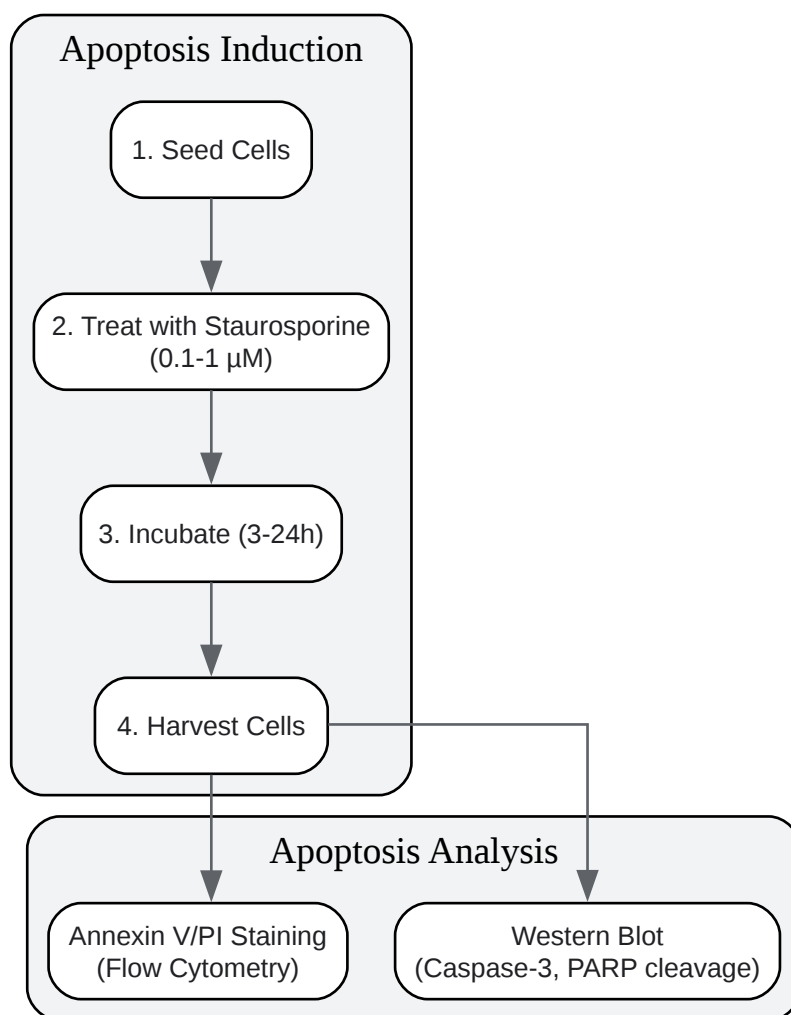 Apoptosis Induction
1. Seed Cells
2. Treat with Staurosporine
(0.1-1 µM)
3. Incubate (3-24h)
4. Harvest Cells
Apoptosis Analysis
Annexin V/PI Staining
(Flow Cytometry)
Western Blot
(Caspase-3, PARP cleavage)